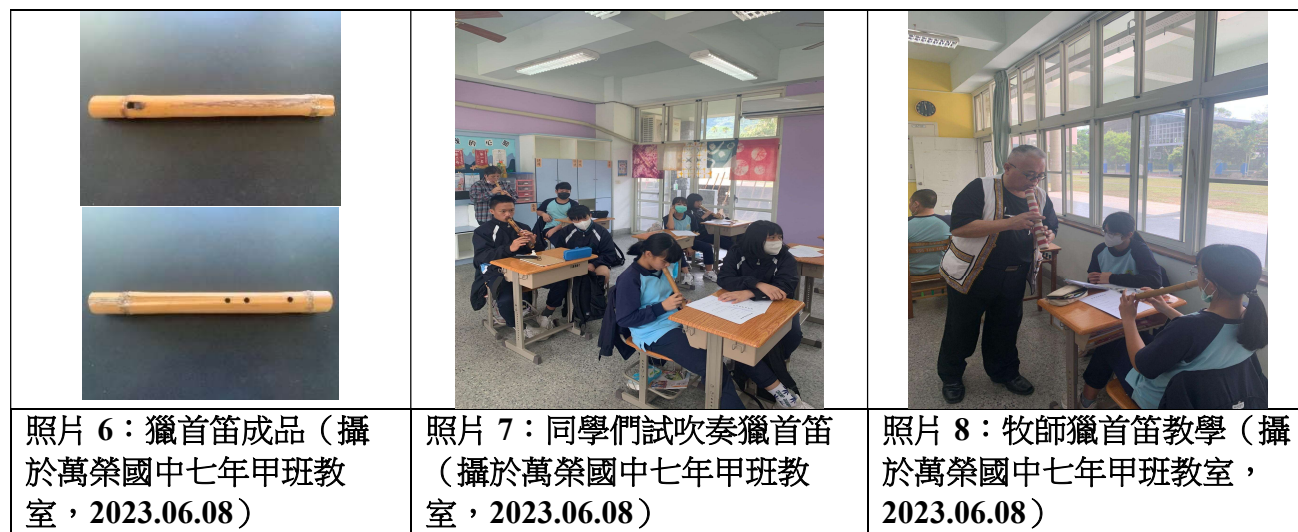 的心動
照片 6：獵首笛成品（攝
於萬榮國中七年甲班教
室，2023.06.08）
照片 7：同學們試吹奏獵首笛
（攝於萬榮國中七年甲班教
室，2023.06.08）
照片 8：牧師獵首笛教學（攝
於萬榮國中七年甲班教室，
2023.06.08）